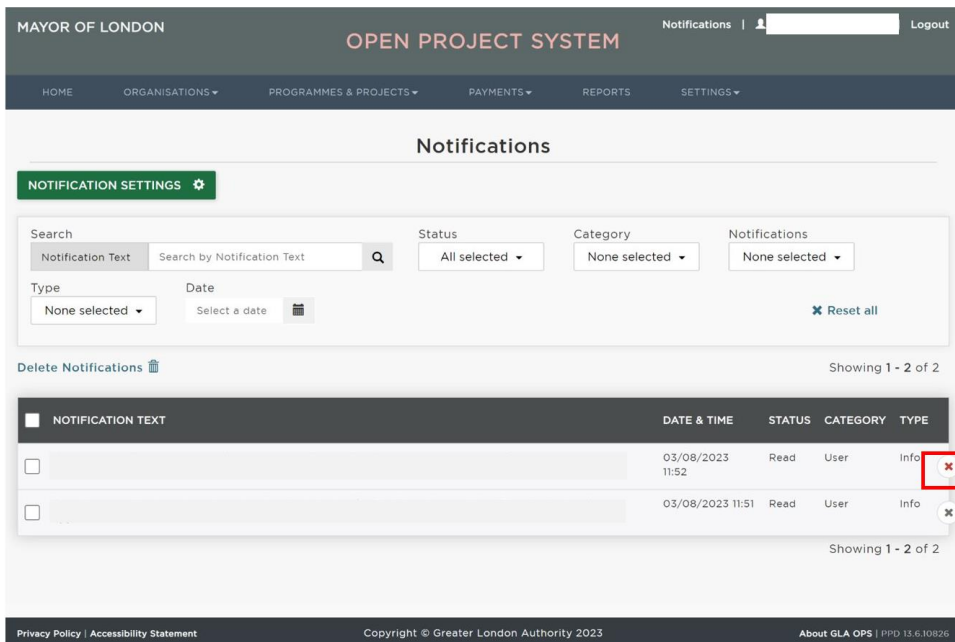 MAYOR OF LONDON
OPEN PROJECT SYSTEM
Notifications | Logout
HOME ORGANISATIONS PROGRAMMES & PROJECTS PAYMENTS REPORTS SETTINGS
Notifications
NOTIFICATION SETTINGS
Search Status Category Notifications
Notification Text Search by Notification Text All selected None selected None selected
Type Date
None selected Select a date Reset all
Delete Notifications Showing 1 - 2 of 2
NOTIFICATION TEXT DATE & TIME STATUS CATEGORY TYPE
03/08/2023 Read User Info
11:52
03/08/2023 11:51 Read User Info
Showing 1 - 2 of 2
Privacy Policy | Accessibility Statement Copyright © Greater London Authority 2023 About GLA OPS | PPD 13.6.10826